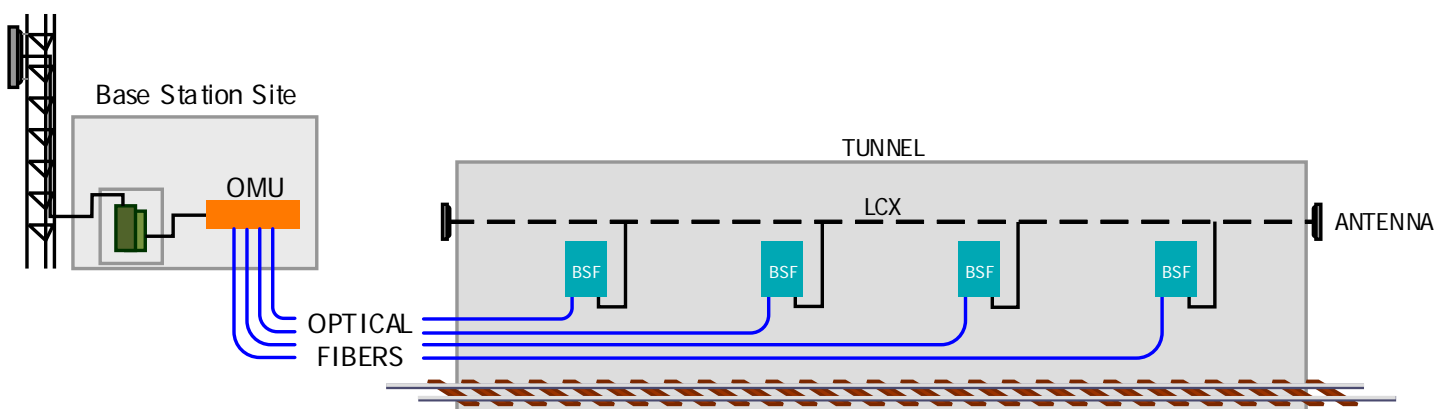 Base Station Site
OMU
TUNNEL
LCX
ANTENNA
BSF
BSF
BSF
BSF
OPTICAL
FIBERS